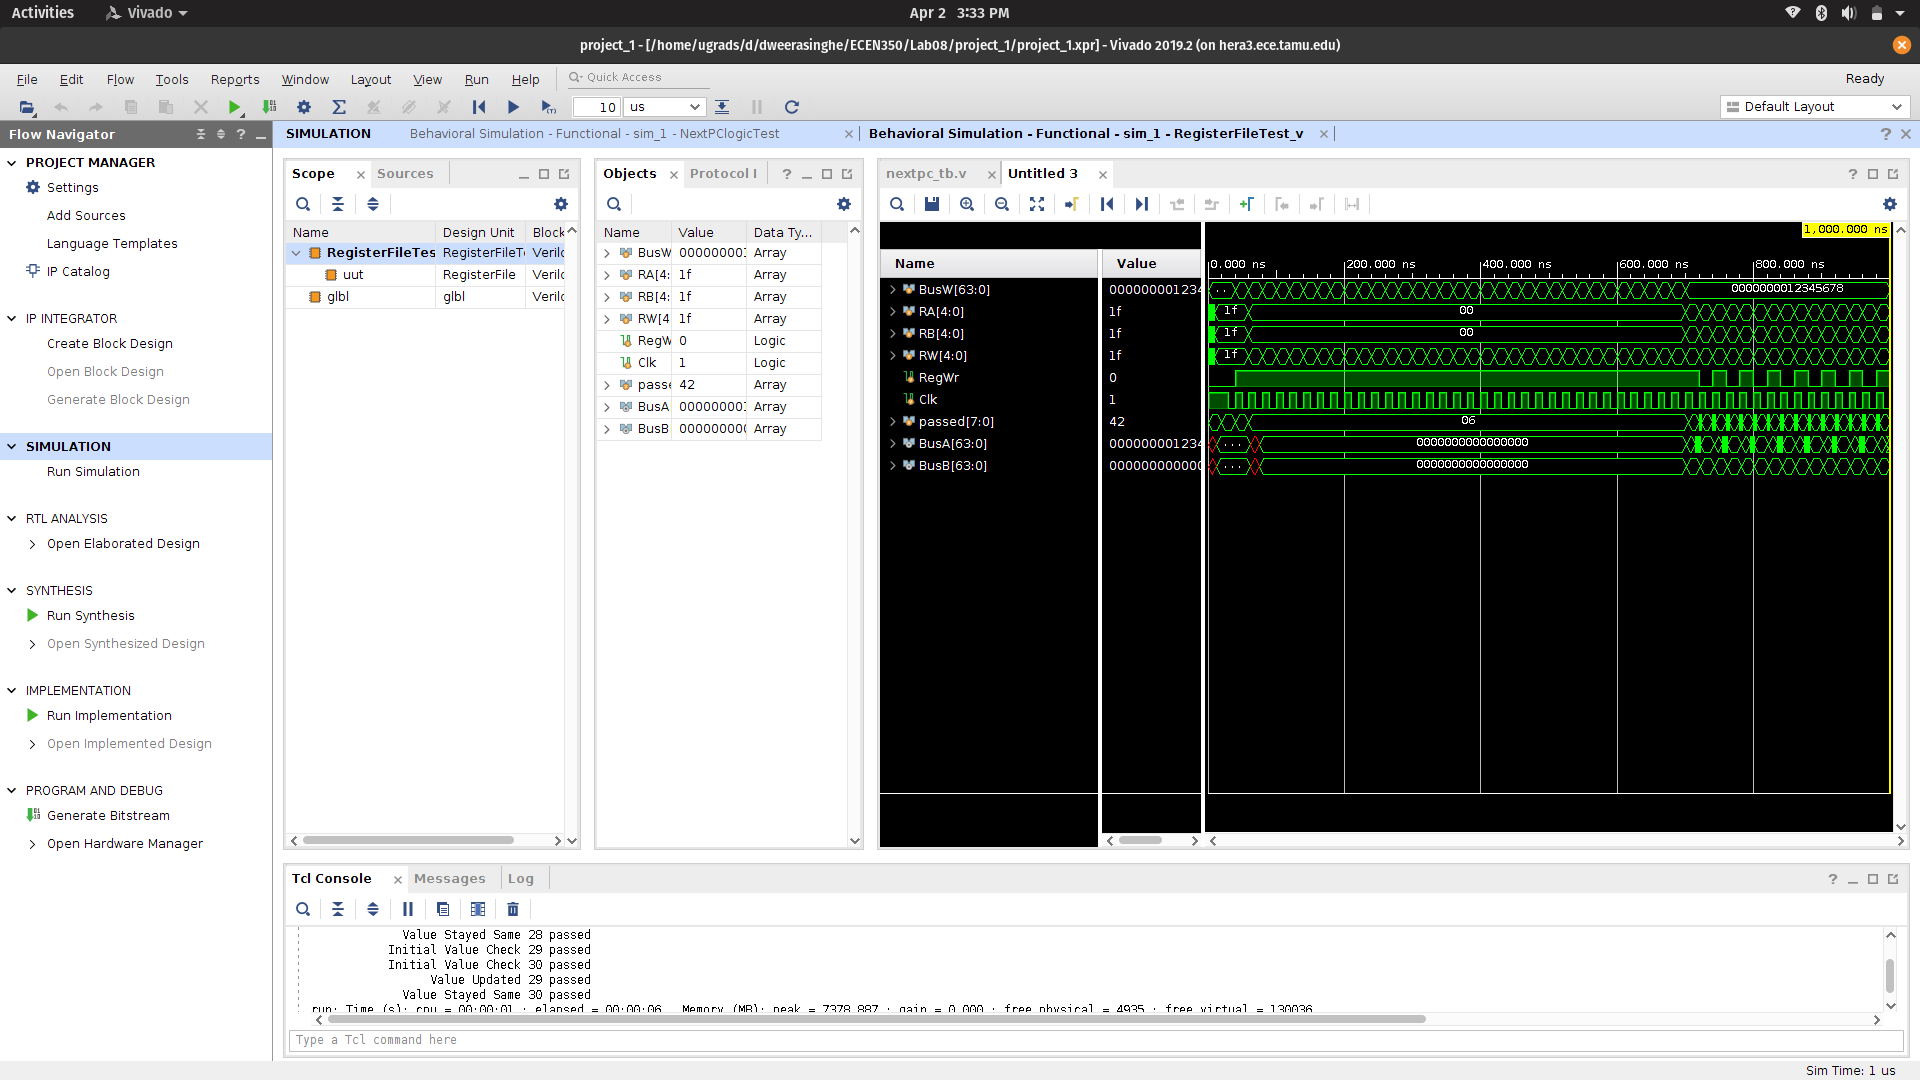 Activities
Vivado
Apr 2 3:33 PM
project_1 - [/home/ugrads/d/dweerasinghe/ECEN350/Lab08/project_1/project_1.xpr] - Vivado 2019.2 (on hera3.ece.tamu.edu)
File Edit Flow Tools Reports Window Layout View Run Help
Quick Access
Ready
10 us
Default Layout
Flow Navigator
SIMULATION
Behavioral Simulation - Functional - sim_1 - NextPClogicTest
Behavioral Simulation - Functional - sim_1 - RegisterFileTest_v
PROJECT MANAGER
Settings
Add Sources
Language Templates
IP Catalog
IP INTEGRATOR
Create Block Design
Open Block Design
Generate Block Design
SIMULATION
Run Simulation
RTL ANALYSIS
Open Elaborated Design
SYNTHESIS
Run Synthesis
Open Synthesized Design
IMPLEMENTATION
Run Implementation
Open Implemented Design
PROGRAM AND DEBUG
Generate Bitstream
Open Hardware Manager
Scope
Sources
Name Design Unit Block
RegisterFileTes RegisterFileT Verilo
uut RegisterFile Verilo
glbl glbl Verilo
Objects
Protocol I
Name Value Data Ty...
BusW 000000001 Array
RA[4: 1f Array
RB[4: 1f Array
RW[4 1f Array
RegW 0 Logic
Clk 1 Logic
passe 42 Array
BusA 000000001 Array
BusB 000000000 Array
nextpc_tb.v
Untitled 3
1,000.000 ns
Name Value
0.000 ns 200.000 ns 400.000 ns 600.000 ns 800.000 ns
BusW[63:0] 000000001234 ... 0000000012345678
RA[4:0] 1f 1f 00
RB[4:0] 1f 00
RW[4:0] 1f 1f
RegWr 0
Clk 1
passed[7:0] 42 06
BusA[63:0] 000000001234 ... 0000000000000000
BusB[63:0] 000000000000 ... 0000000000000000
Tcl Console
Messages
Log
Value Stayed Same 28 passed
Initial Value Check 29 passed
Initial Value Check 30 passed
Value Updated 29 passed
Value Stayed Same 30 passed
run: Time (s): cpu = 00:00:01 ; elapsed = 00:00:06 . Memory (MB): peak = 7378.887 ; gain = 0.000 ; free physical = 4935 ; free virtual = 130036
Type a Tcl command here
Sim Time: 1 us